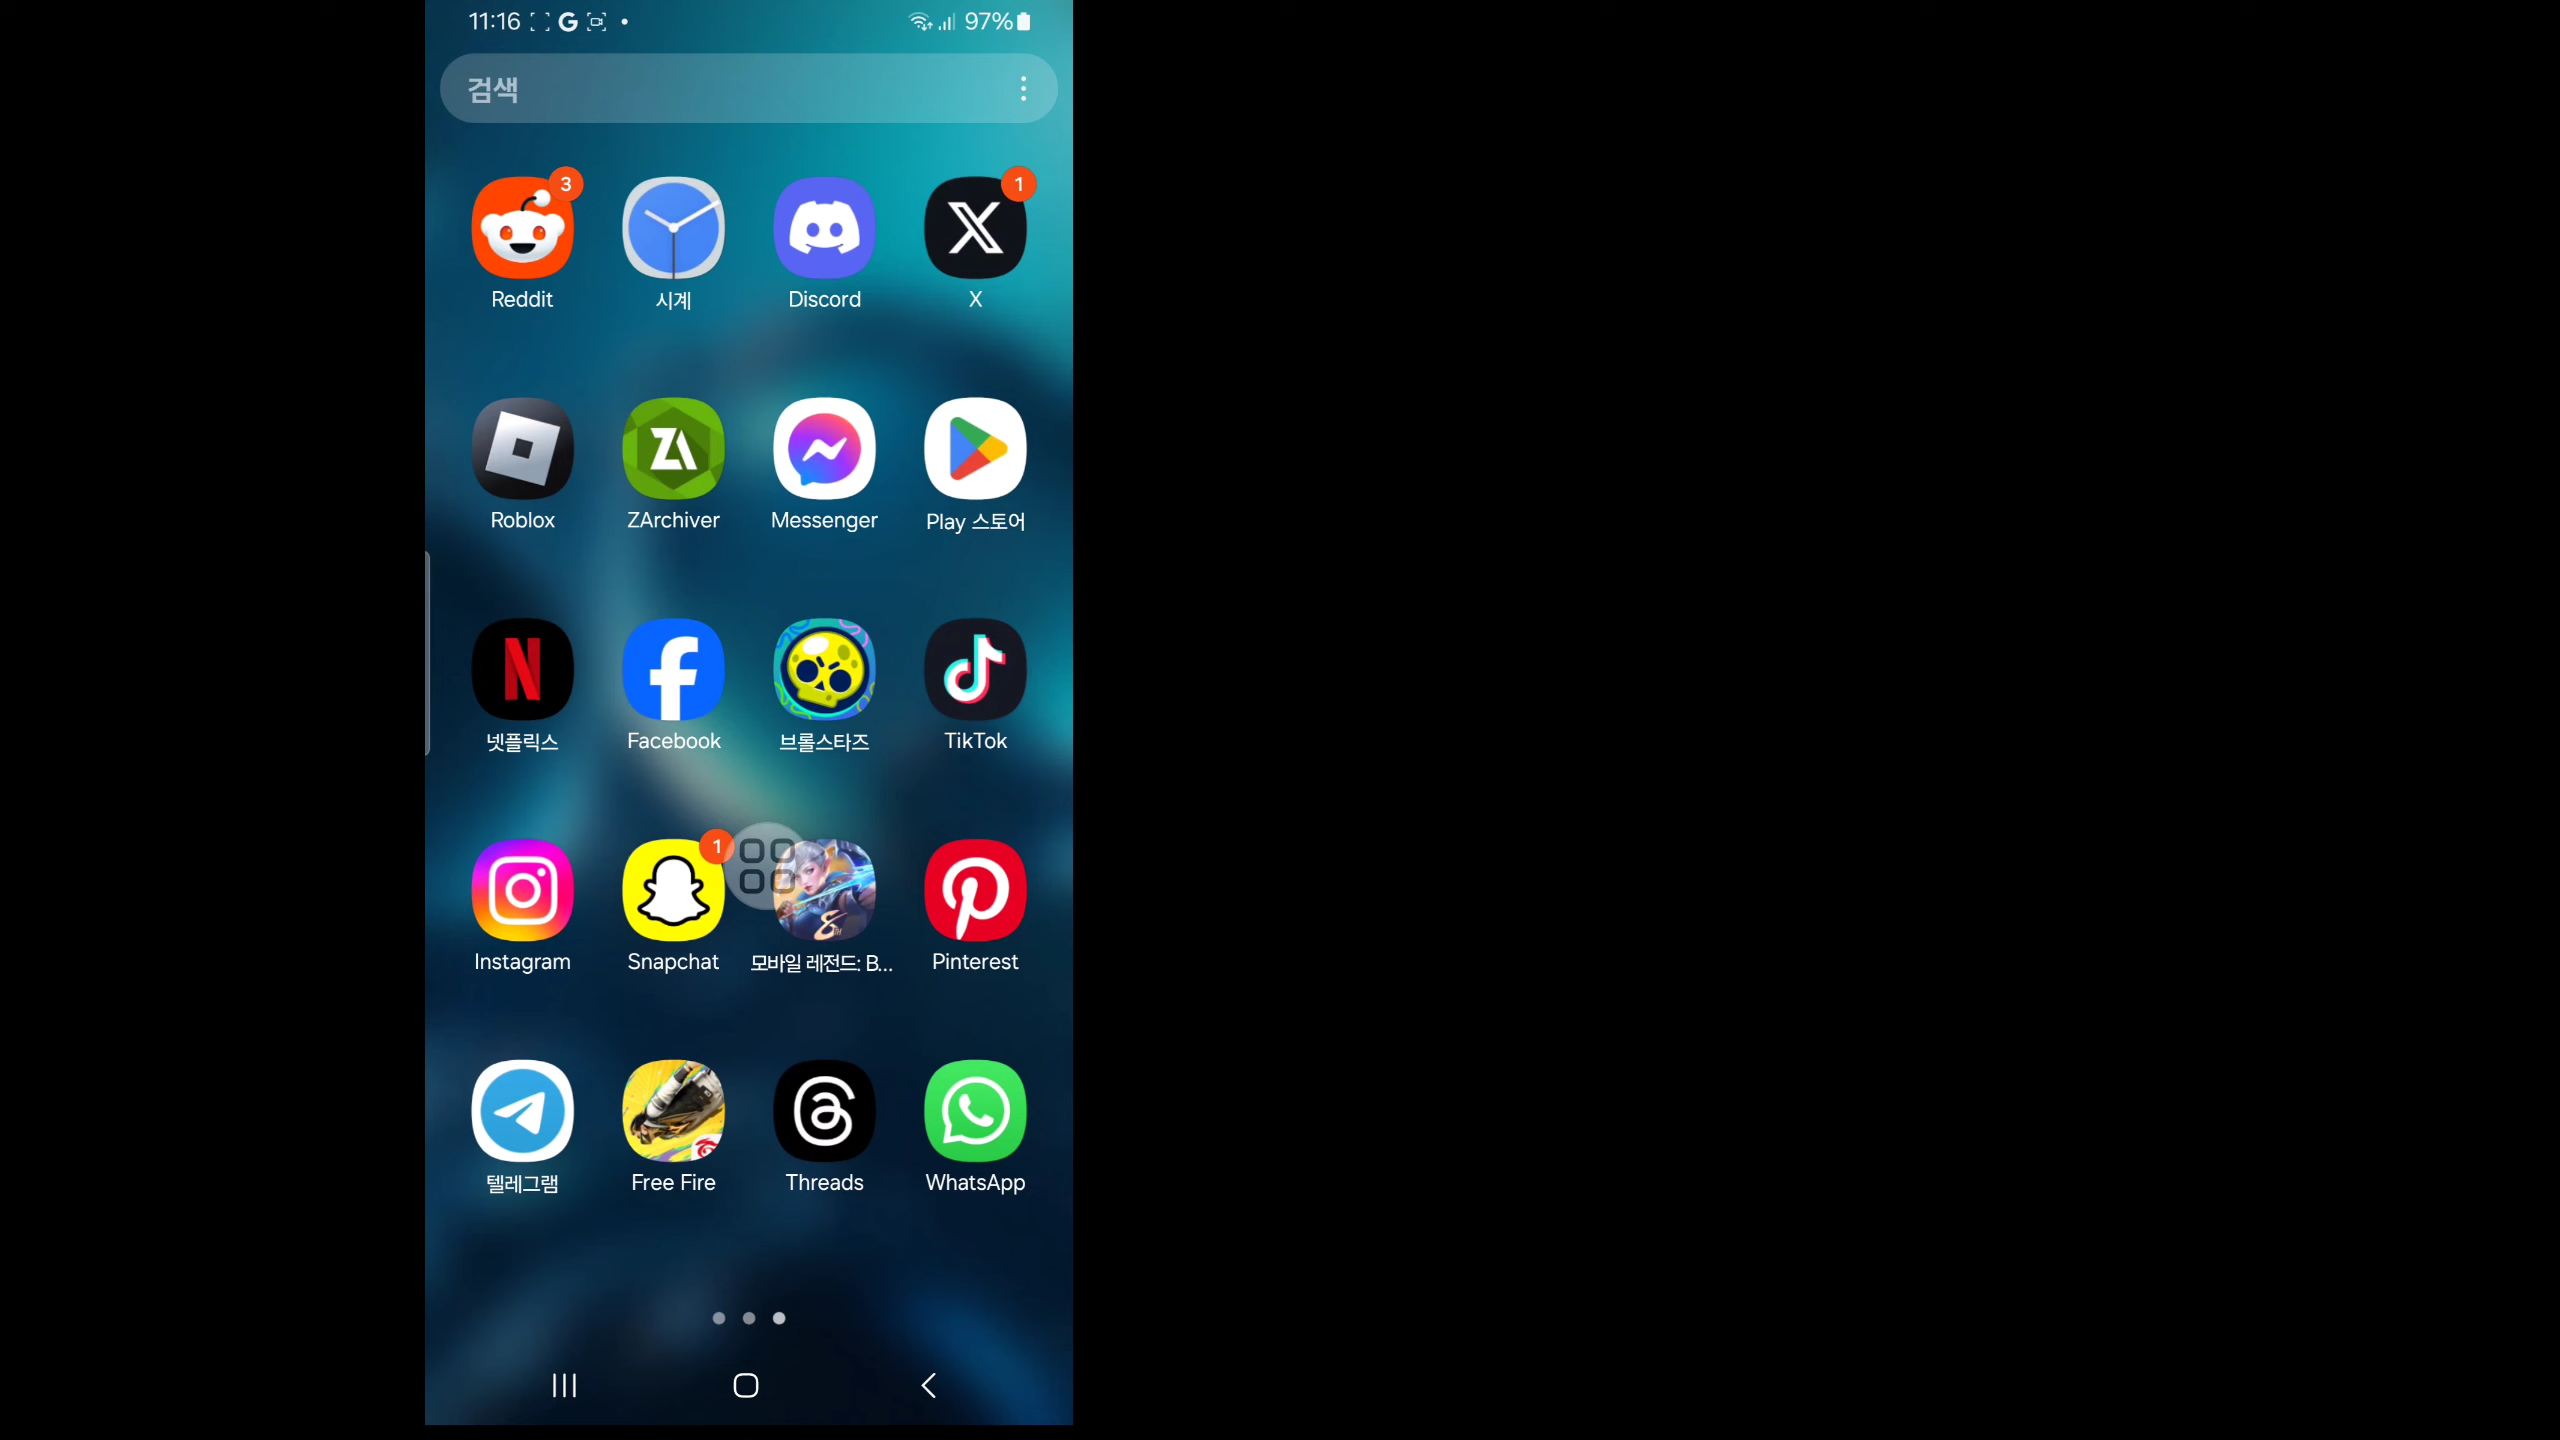 11:16 G 97%
검색
3 1
Reddit 시계 Discord X
Roblox ZArchiver Messenger Play 스토어
넷플릭스 Facebook 브롤스타즈 TikTok
1
Instagram Snapchat 모바일 레전드: B... Pinterest
텔레그램 Free Fire Threads WhatsApp